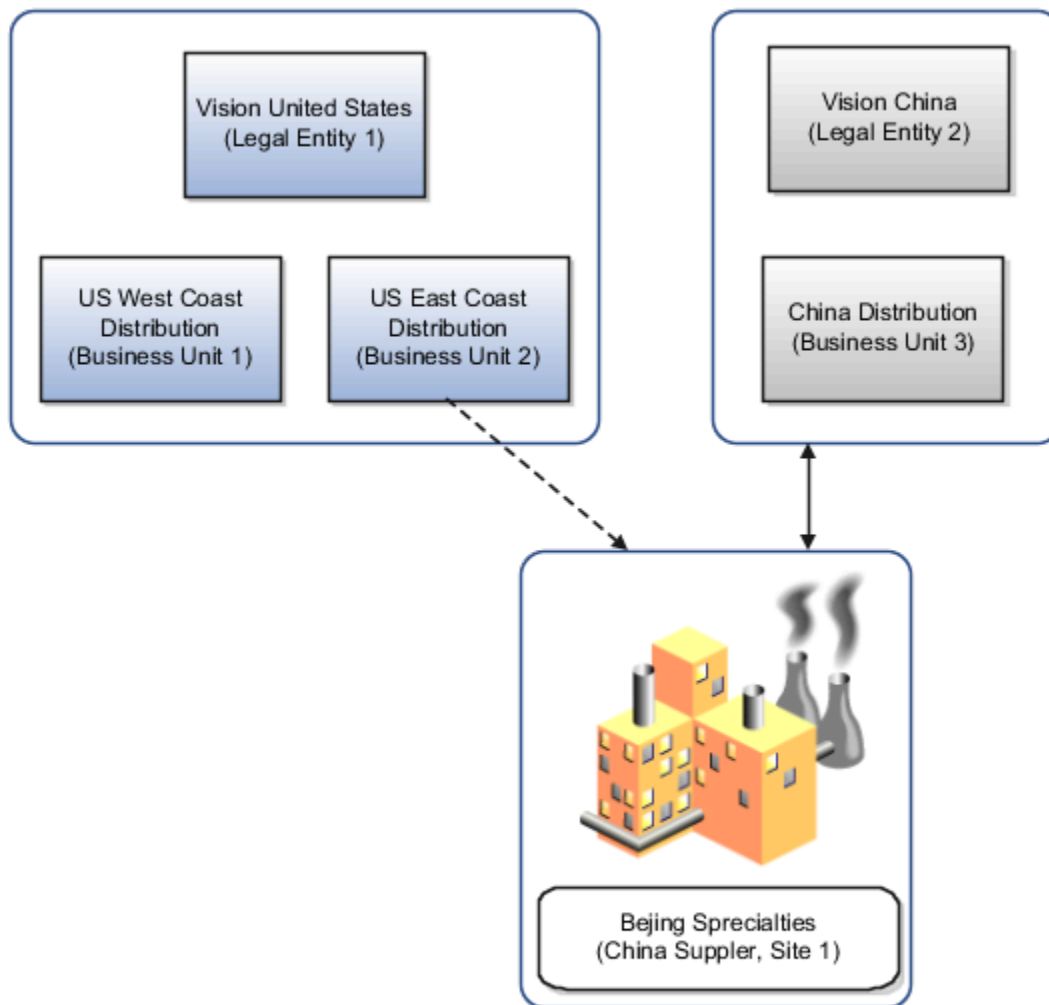 Vision United States
(Legal Entity 1)
Vision China
(Legal Entity 2)
US West Coast
Distribution
(Business Unit 1)
US East Coast
Distribution
(Business Unit 2)
China Distribution
(Business Unit 3)
Bejing Sprecialties
(China Suppler, Site 1)